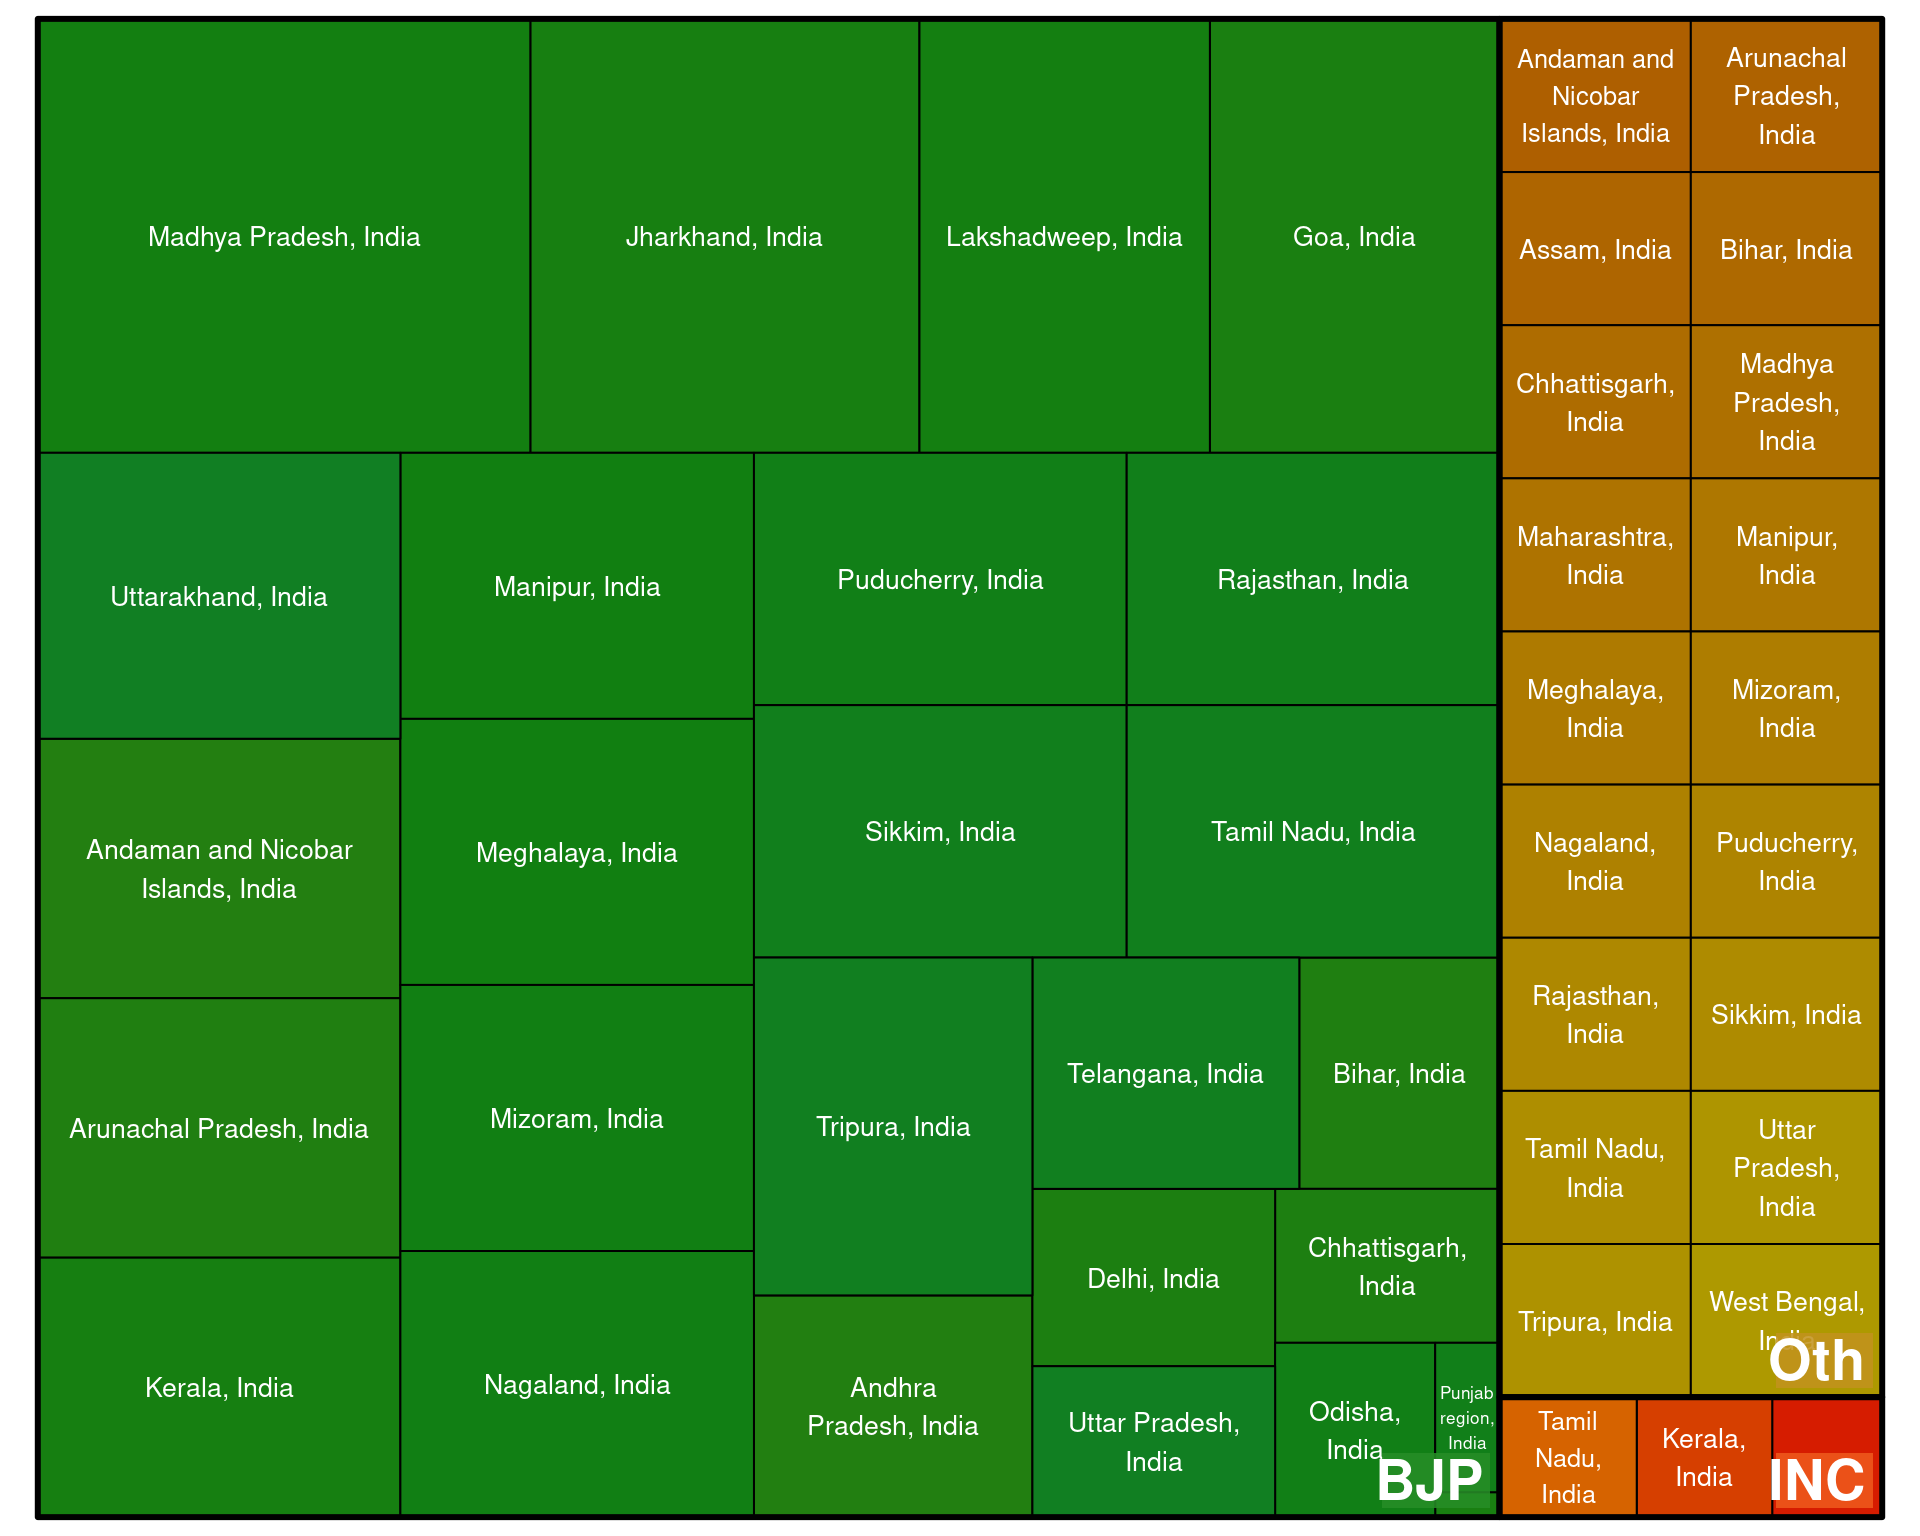 Madhya Pradesh, India
Jharkhand, India
Lakshadweep, India
Goa, India
Uttarakhand, India
Manipur, India
Puducherry, India
Rajasthan, India
Sikkim, India
Tamil Nadu, India
Andaman and Nicobar
Islands, India
Meghalaya, India
Arunachal Pradesh, India
Mizoram, India
Tripura, India
Telangana, India
Bihar, India
Delhi, India
Chhattisgarh,
India
Kerala, India
Nagaland, India
Andhra
Pradesh, India
Uttar Pradesh,
India
Odisha,
India
Punjab
region,
India
BJP
Andaman and
Nicobar
Islands, India
Arunachal
Pradesh,
India
Assam, India
Bihar, India
Chhattisgarh,
India
Madhya
Pradesh,
India
Maharashtra,
India
Manipur,
India
Meghalaya,
India
Mizoram,
India
Nagaland,
India
Puducherry,
India
Rajasthan,
India
Sikkim, India
Tamil Nadu,
India
Uttar
Pradesh,
India
Tripura, India
West Bengal,
India
Oth
Tamil
Nadu,
India
Kerala,
India
INC